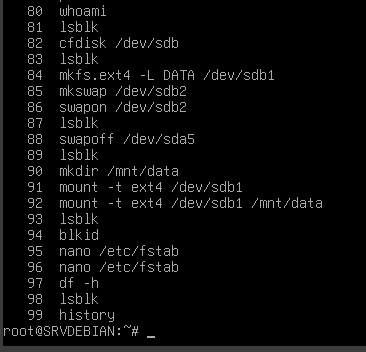 80 whoami
81 lsblk
82 cfdisk /dev/sdb
83 lsblk
84 mkfs.ext4 -L DATA /dev/sdb1
85 mkswap /dev/sdb2
86 swapon /dev/sdb2
87 lsblk
88 swapoff /dev/sda5
89 lsblk
90 mkdir /mnt/data
91 mount -t ext4 /dev/sdb1
92 mount -t ext4 /dev/sdb1 /mnt/data
93 lsblk
94 blkid
95 nano /etc/fstab
96 nano /etc/fstab
97 df -h
98 lsblk
99 history
root@SRVDEBIAN:~# _